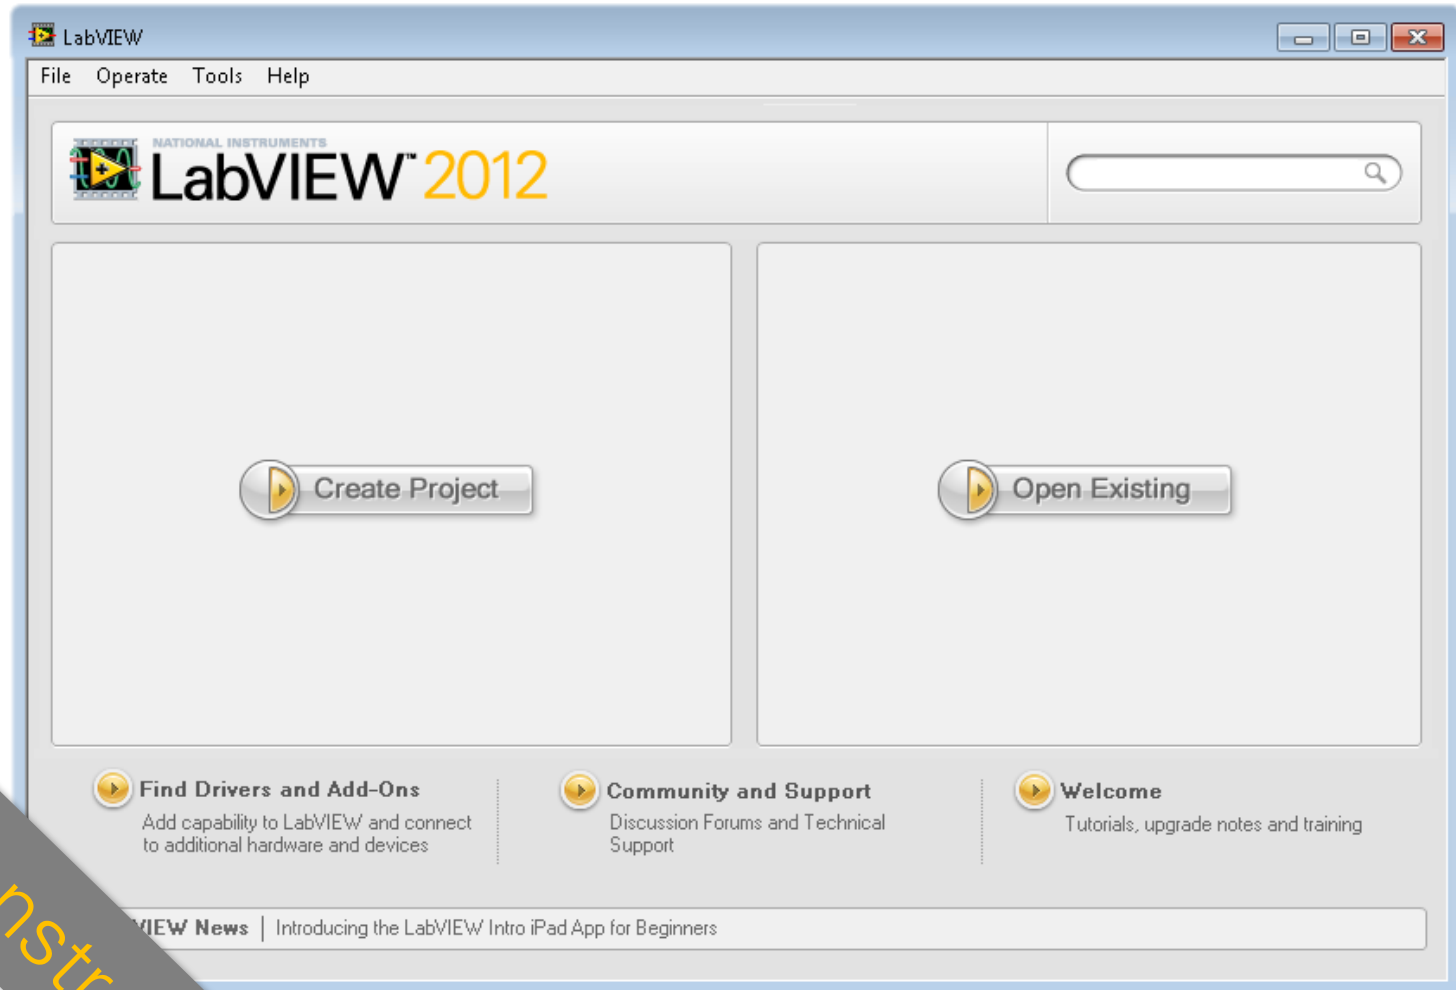 LabVIEW
File Operate Tools Help
NATIONAL INSTRUMENTS
LabVIEW™ 2012
Create Project
Open Existing
Find Drivers and Add-Ons
Add capability to LabVIEW and connect
to additional hardware and devices
Community and Support
Discussion Forums and Technical
Support
Welcome
Tutorials, upgrade notes and training
VIEW News | Introducing the LabVIEW Intro iPad App for Beginners